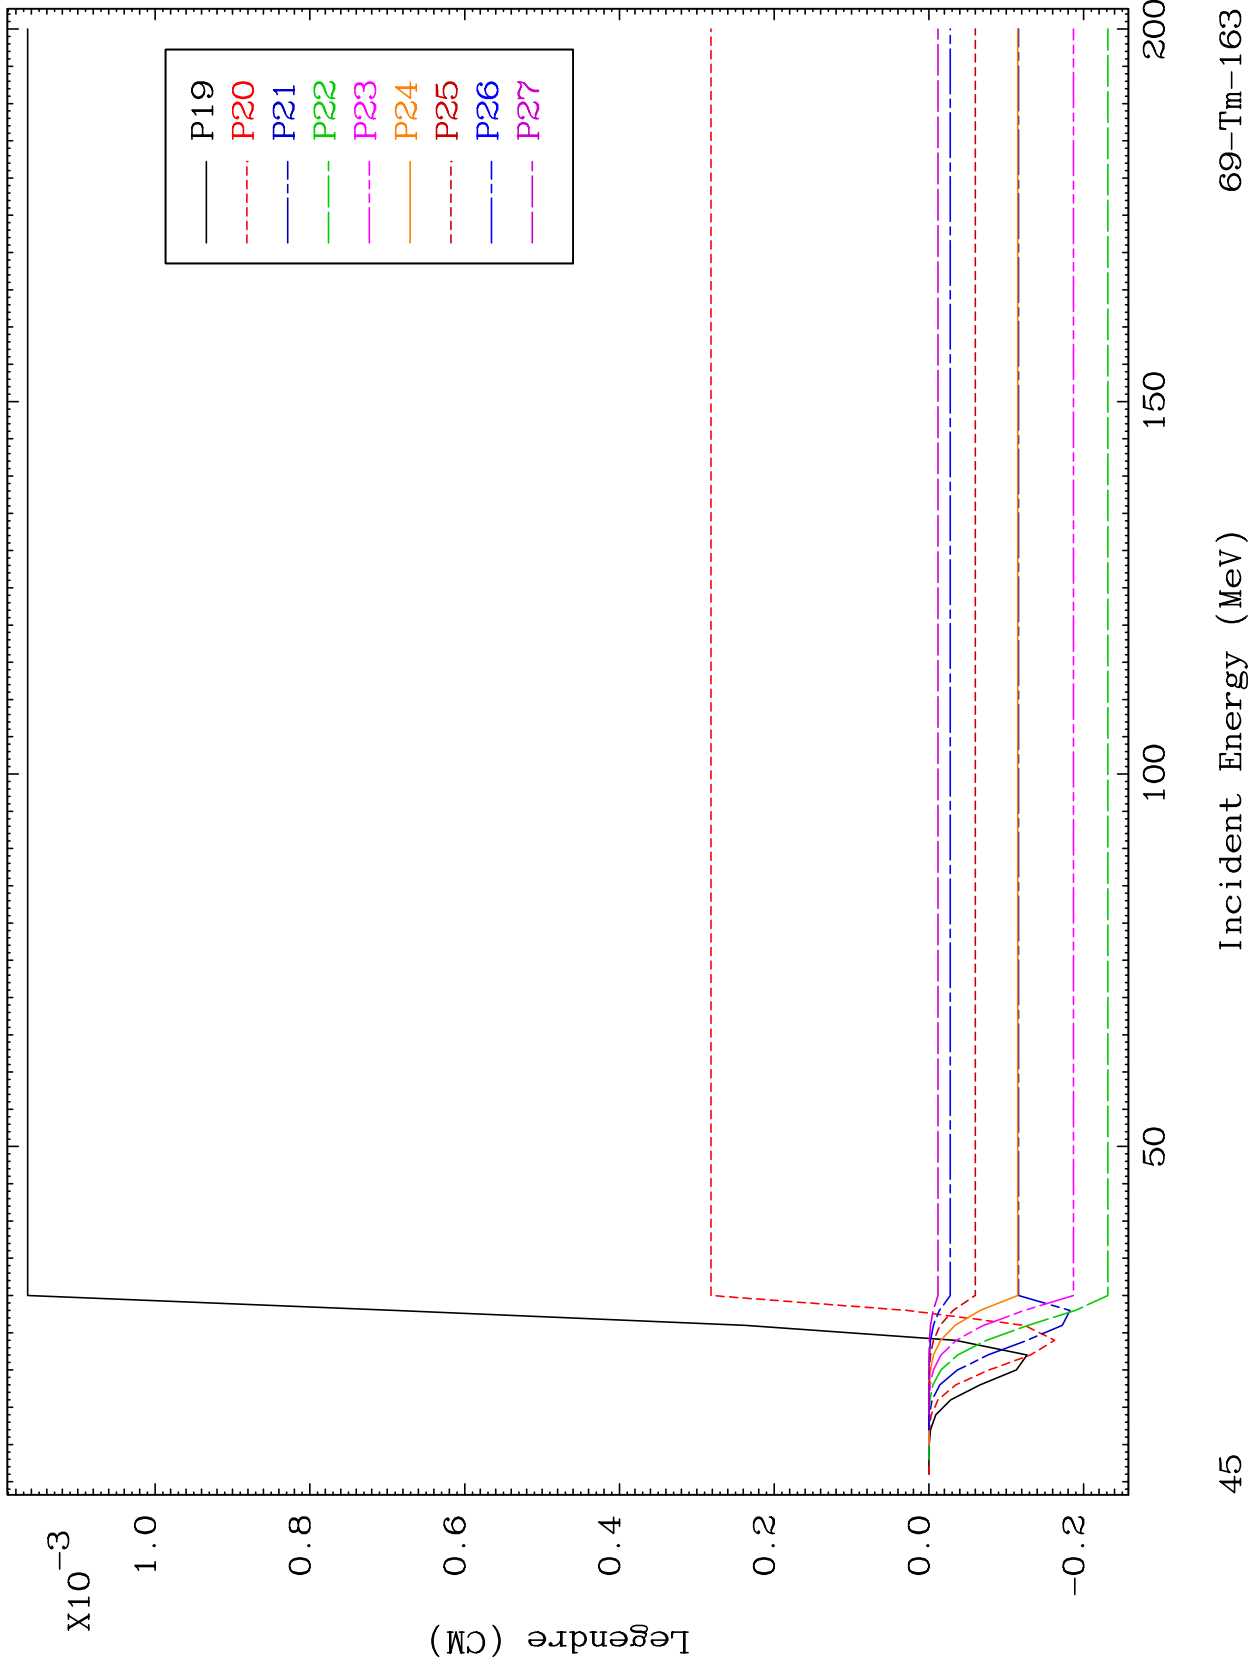 X10-3
1.0
0.8
0.6
0.4
0.2
0.0
-0.2
Legendre (CM)
P19
P20
P21
P22
P23
P24
P25
P26
P27
50
100
150
200
45
Incident Energy (MeV)
69-Tm-163